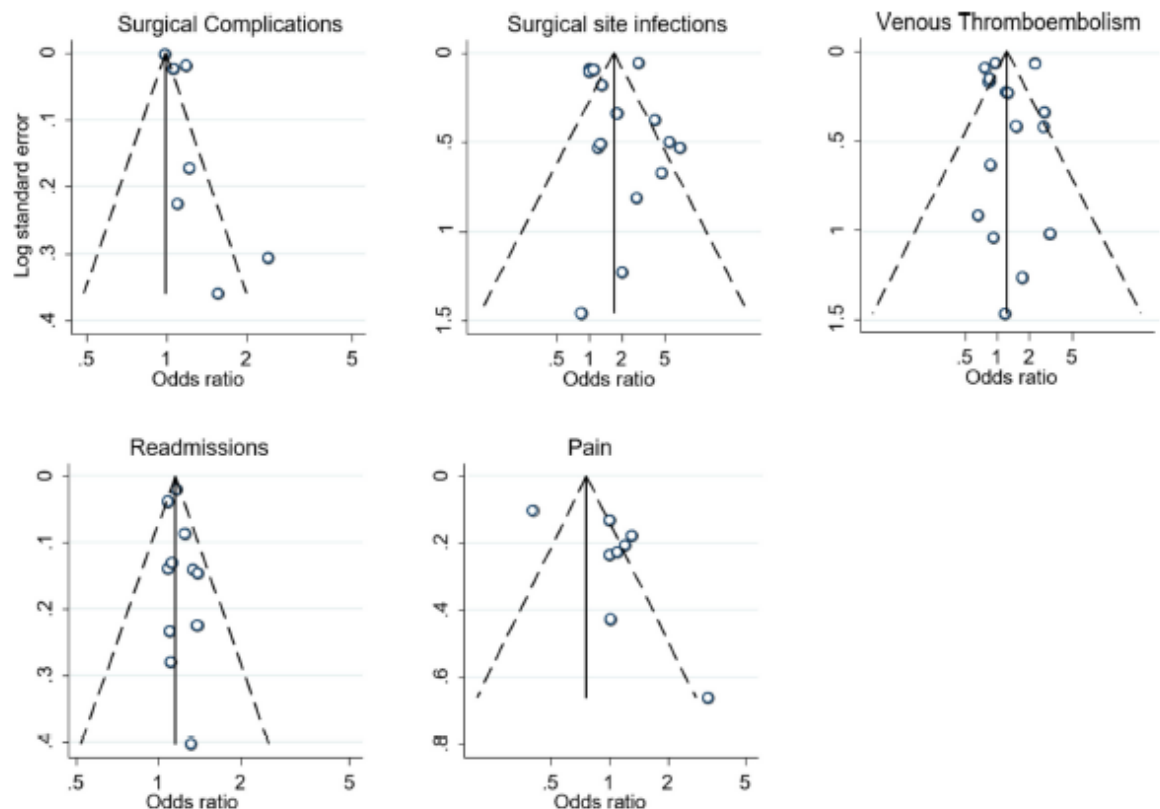 Surgical Complications
Log standard error
0
.1
.2
.3
.4
.5 1 2 5
Odds ratio
Surgical site infections
0
.5
1
1.5
.5 1 2 5
Odds ratio
Venous Thromboembolism
0
.5
1
1.5
.5 1 2 5
Odds ratio
Readmissions
0
.1
.2
.3
.4
.5 1 2 5
Odds ratio
Pain
0
.2
.4
.6
.8
.5 1 2 5
Odds ratio